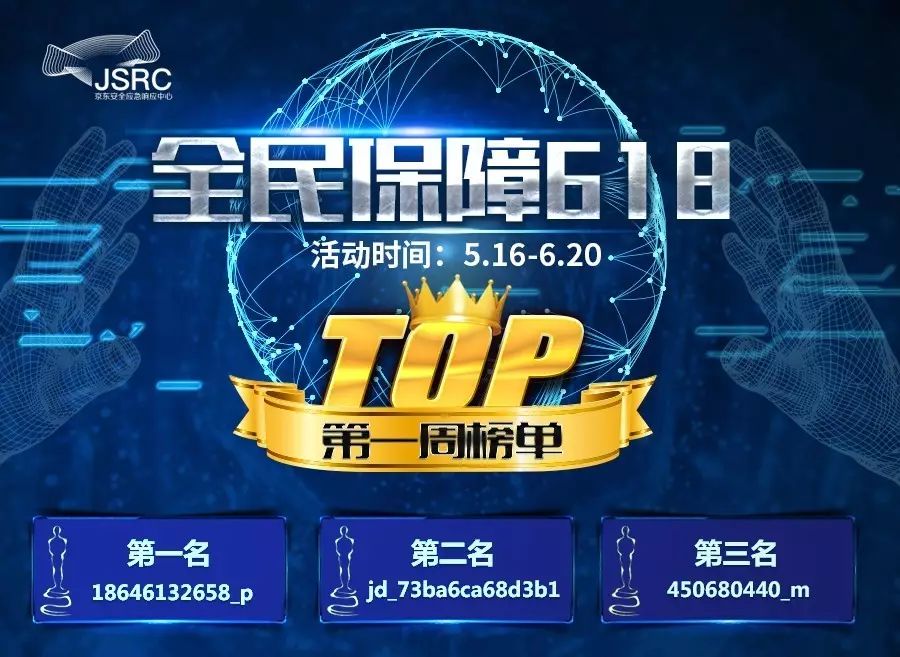 JSRC
京东安全应急响应中心
全民保障618
活动时间：5.16-6.20
TOP
第一周榜单
第一名
18646132658_p
第二名
jd_73ba6ca68d3b1
第三名
450680440_m